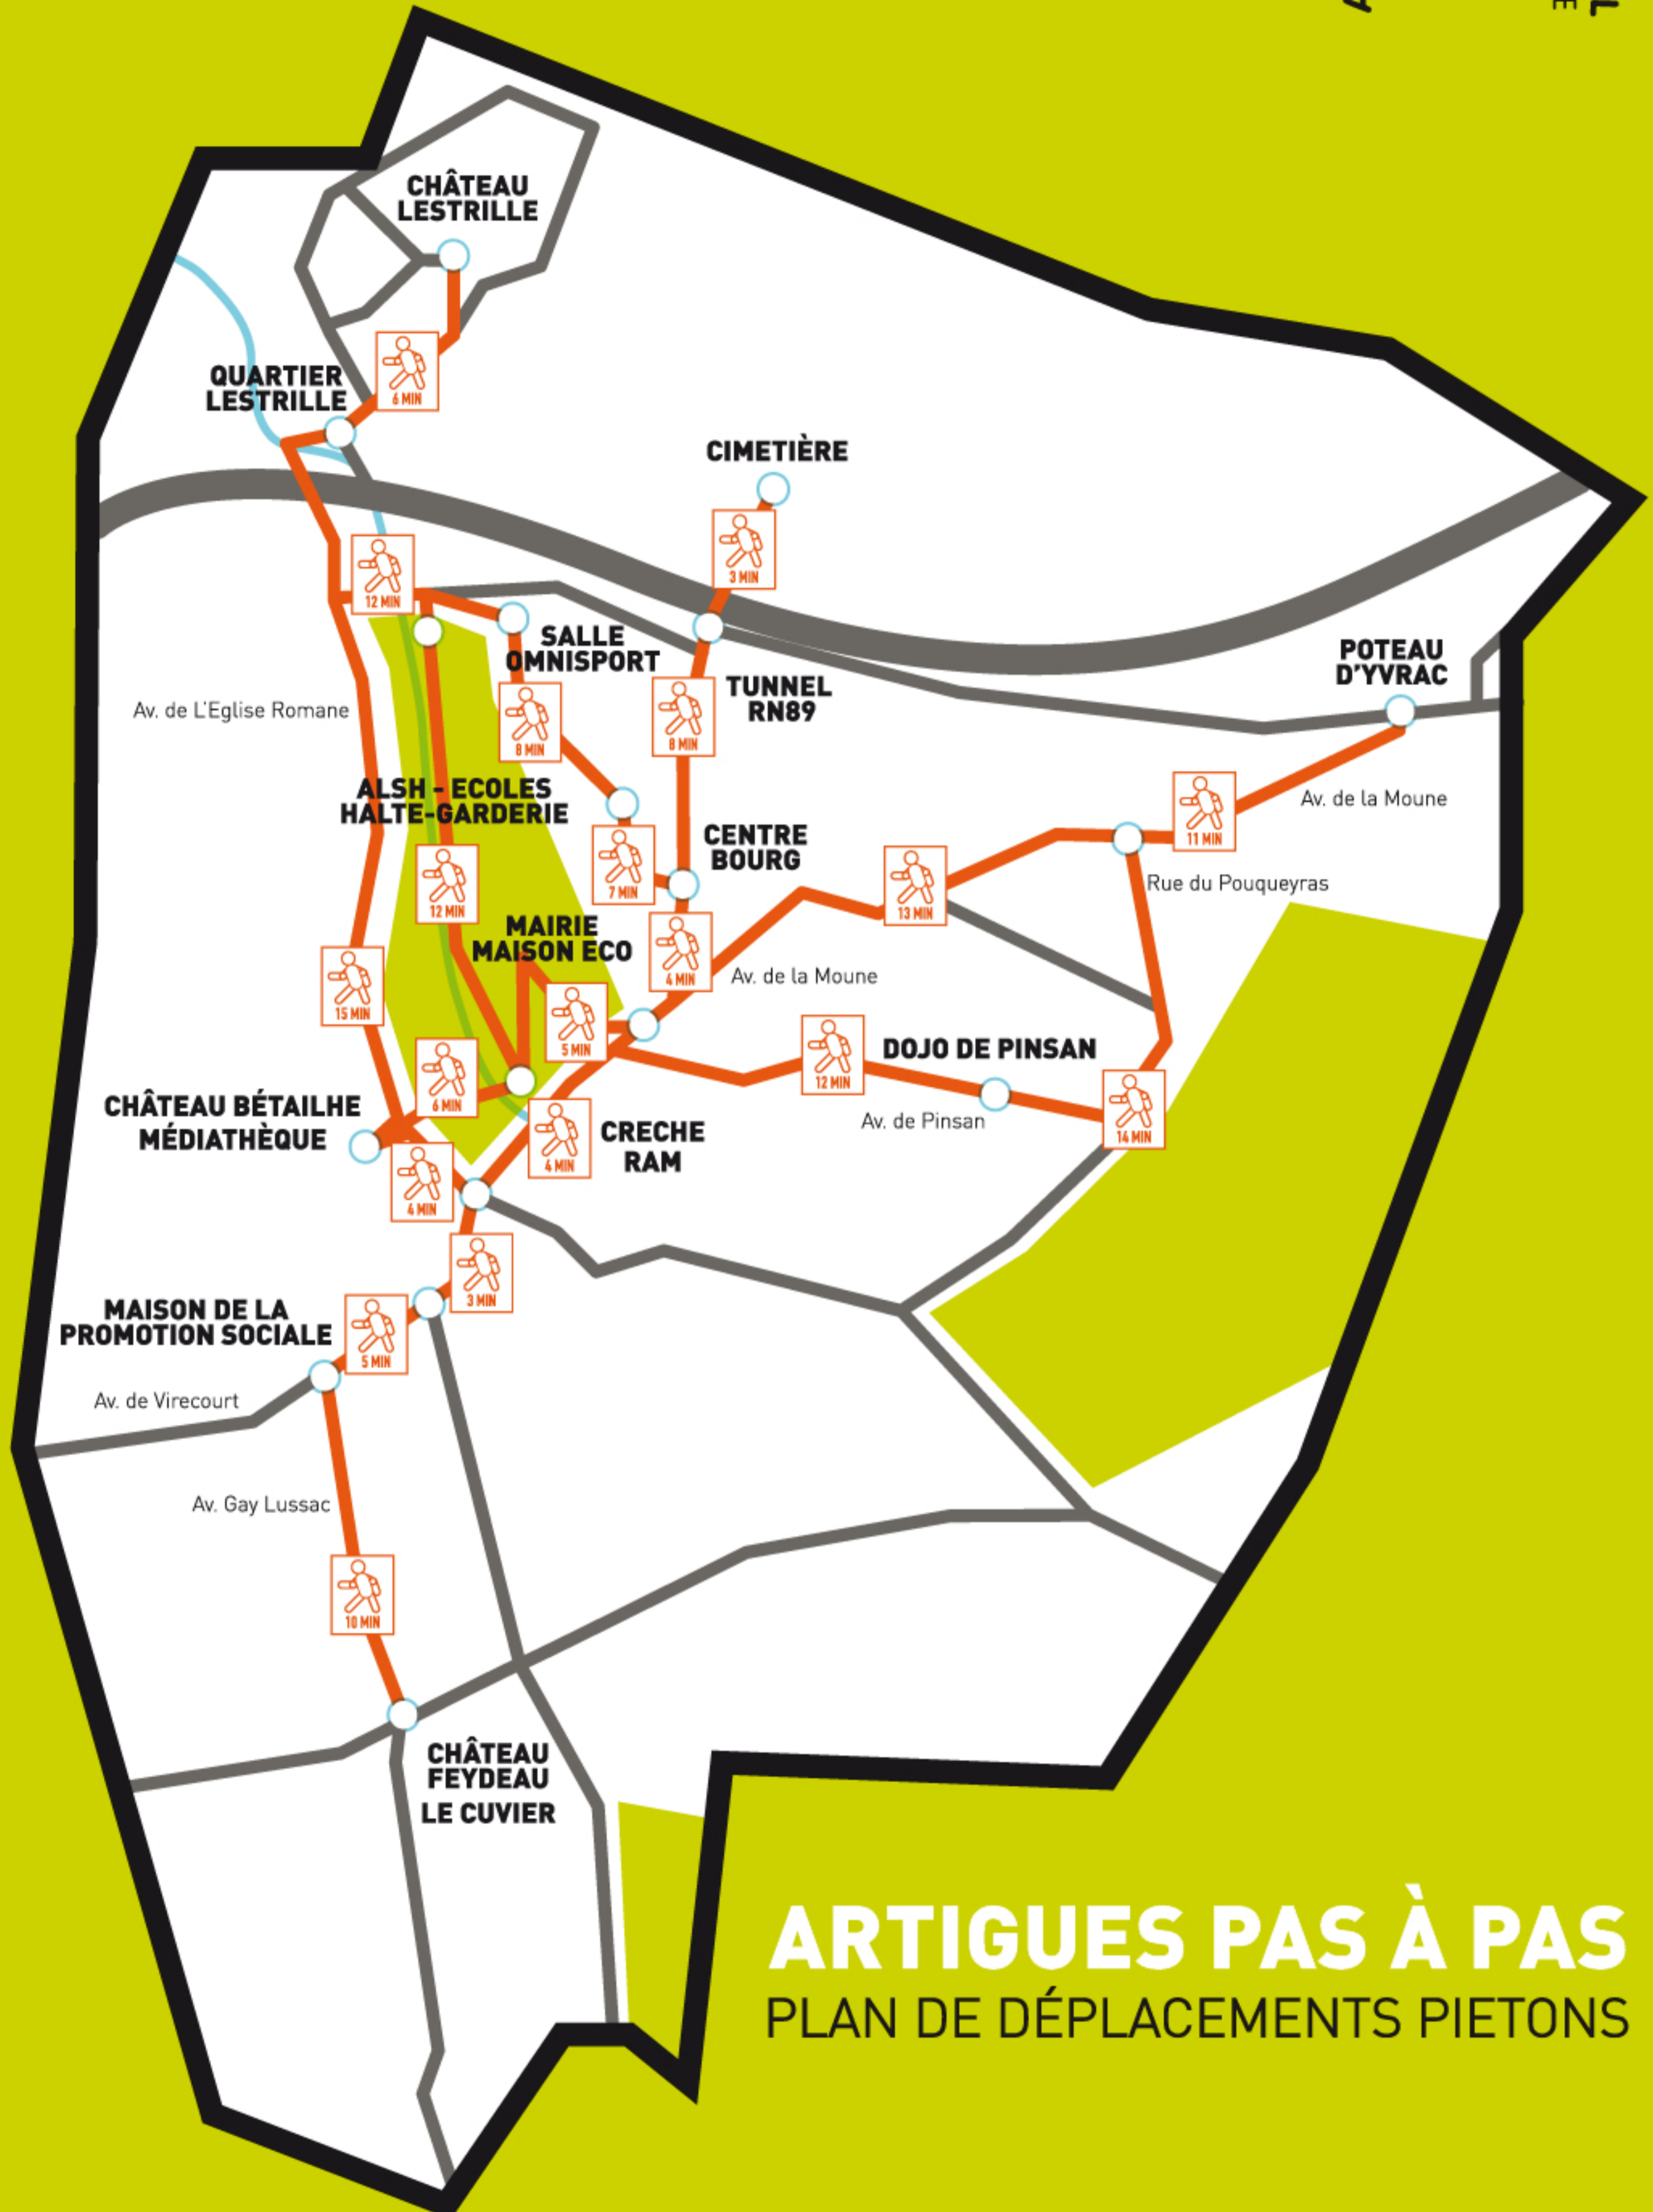 CHÂTEAU
LESTRILLE
6 MIN
QUARTIER
LESTRILLE
CIMETIÈRE
3 MIN
12 MIN
SALLE
OMNISPORT
POTEAU
D'YVRAC
TUNNEL
RN89
Av. de L'Eglise Romane
8 MIN
8 MIN
ALSH - ECOLES
HALTE-GARDERIE
Av. de la Moune
11 MIN
CENTRE
BOURG
7 MIN
Rue du Pouqueyras
12 MIN
13 MIN
MAIRIE
MAISON ECO
4 MIN
Av. de la Moune
15 MIN
5 MIN
DOJO DE PINSAN
12 MIN
6 MIN
CHÂTEAU BÉTAILHE
MÉDIATHÈQUE
Av. de Pinsan
14 MIN
CRECHE
RAM
4 MIN
4 MIN
3 MIN
MAISON DE LA
PROMOTION SOCIALE
5 MIN
Av. de Virecourt
Av. Gay Lussac
10 MIN
CHÂTEAU
FEYDEAU
LE CUVIER
ARTIGUES PAS À PAS
PLAN DE DÉPLACEMENTS PIETONS